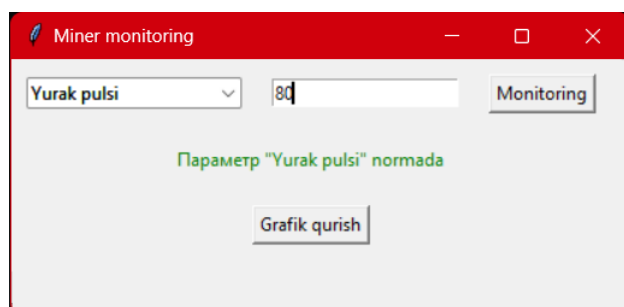 Miner monitoring
Yurak pulsi 80 Monitoring
Параметр "Yurak pulsi" normada
Grafik qurish